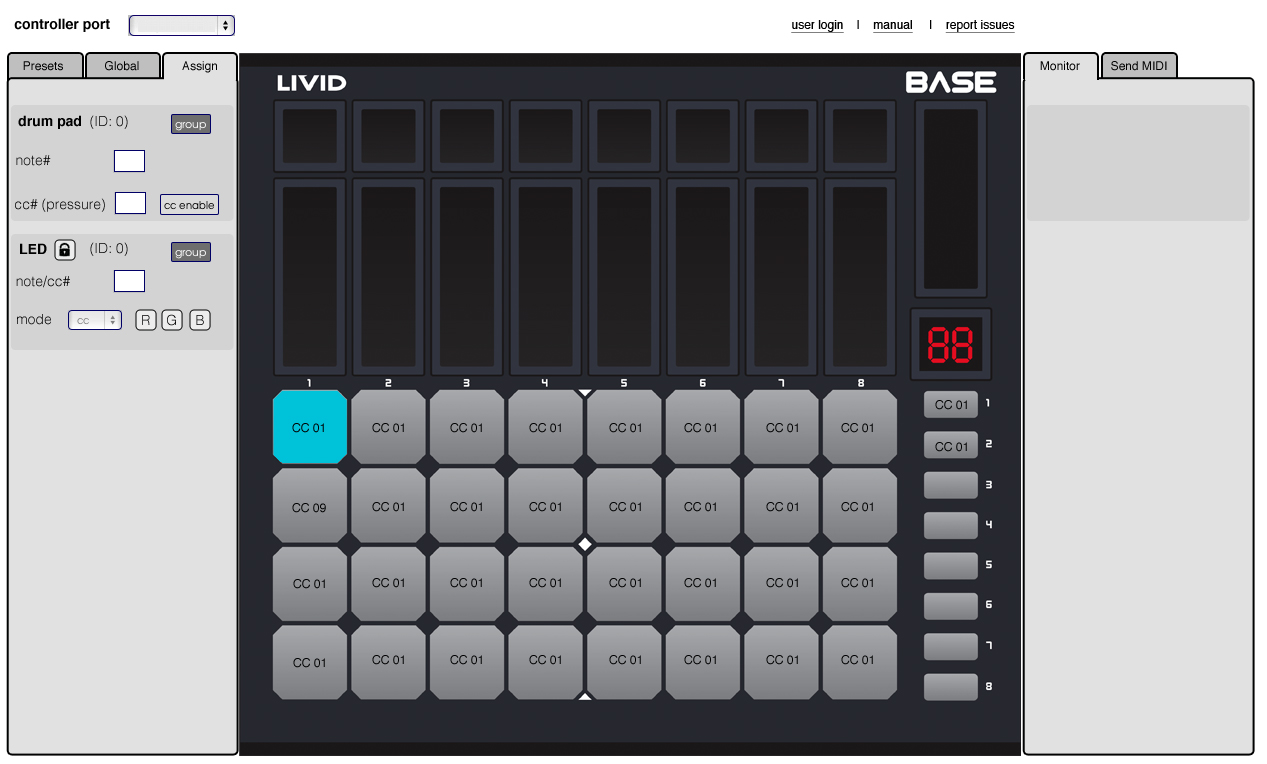 controller port
user login I manual I report issues
Presets Global Assign
Monitor Send MIDI
LIVID BASE
drum pad (ID: 0) group
note#
cc# (pressure) cc enable
LED (ID: 0) group
note/cc#
mode cc R G B
88
1 2 3 4 5 6 7 8
CC 01 CC 01 CC 01 CC 01 CC 01 CC 01 CC 01 CC 01
CC 09 CC 01 CC 01 CC 01 CC 01 CC 01 CC 01 CC 01
CC 01 CC 01 CC 01 CC 01 CC 01 CC 01 CC 01 CC 01
CC 01 CC 01 CC 01 CC 01 CC 01 CC 01 CC 01 CC 01
CC 01 1
CC 01 2
3
4
5
6
7
8